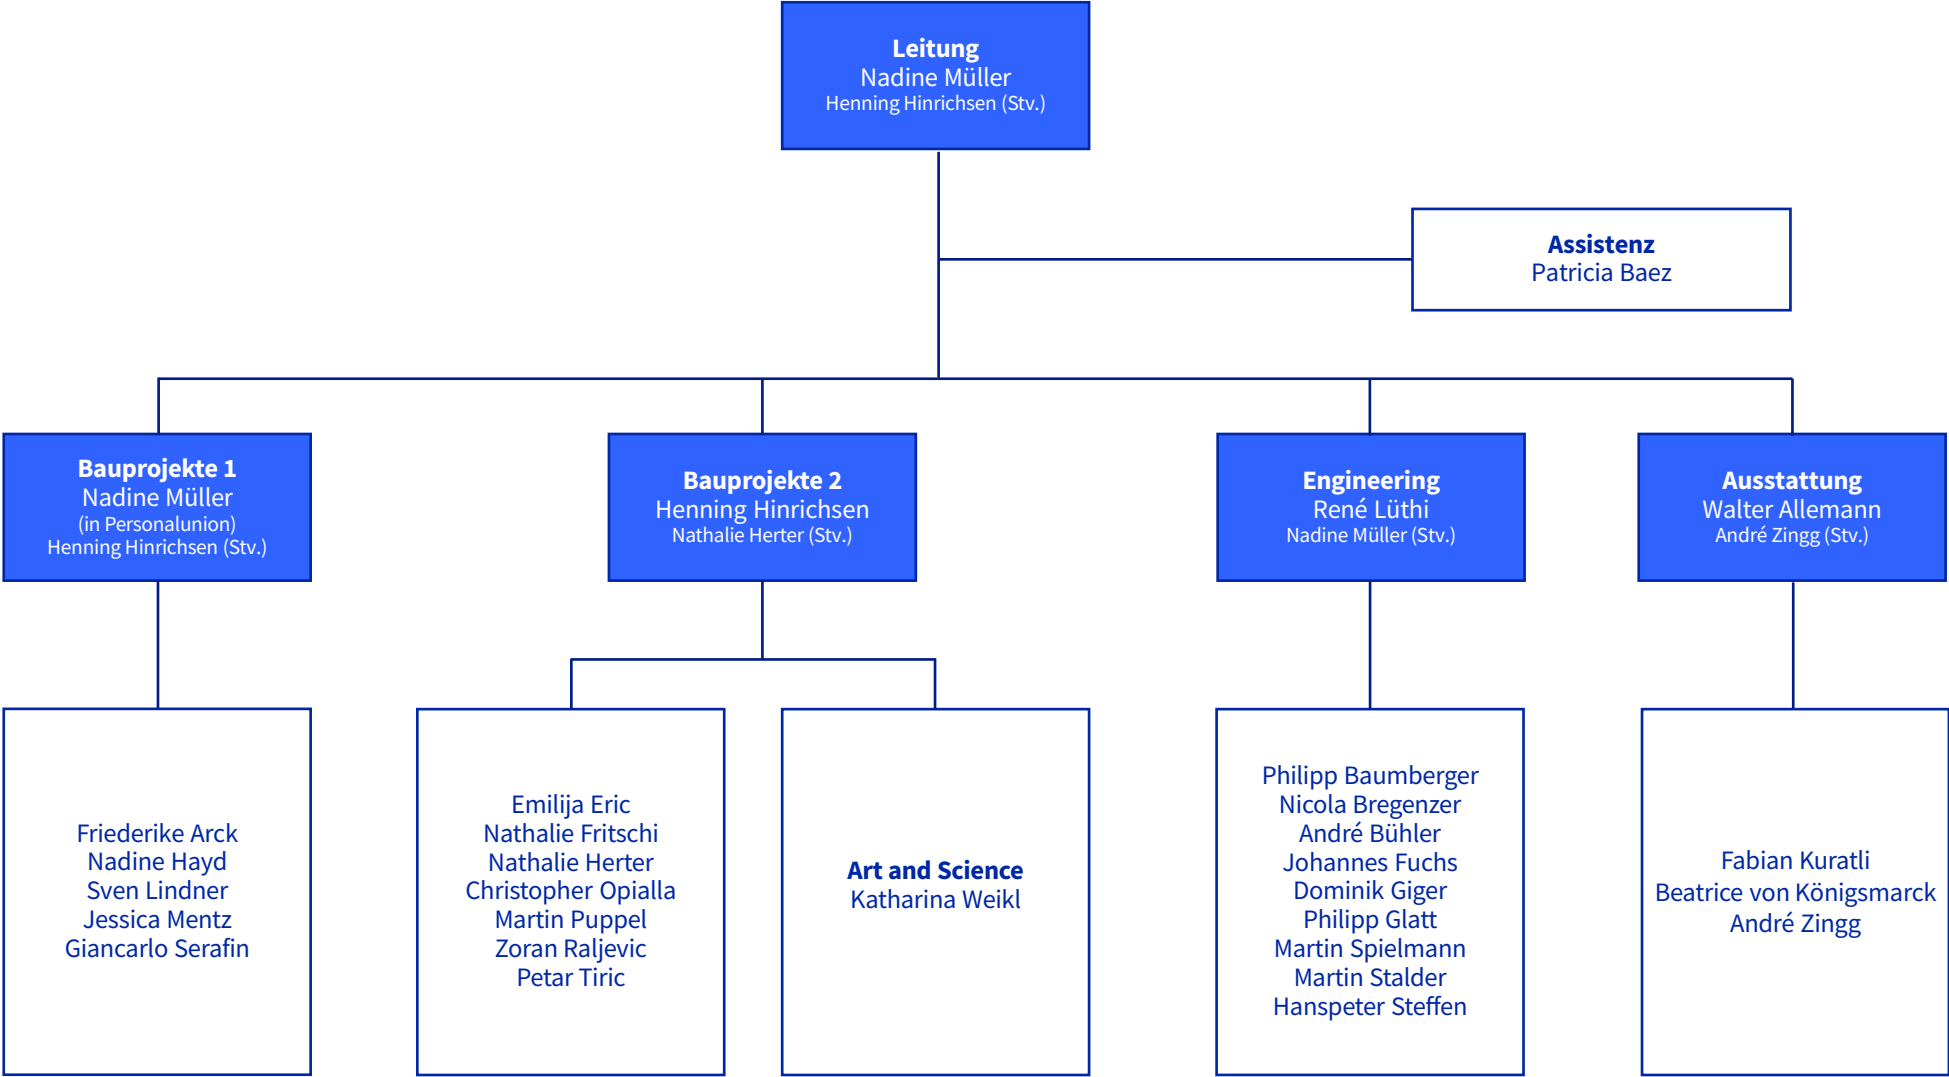 Leitung
Nadine Müller
Henning Hinrichsen (Stv.)
Assistenz
Patricia Baez
Bauprojekte 1
Nadine Müller
(in Personalunion)
Henning Hinrichsen (Stv.)
Bauprojekte 2
Henning Hinrichsen
Nathalie Herter (Stv.)
Engineering
René Lüthi
Nadine Müller (Stv.)
Ausstattung
Walter Allemann
André Zingg (Stv.)
Friederike Arck
Nadine Hayd
Sven Lindner
Jessica Mentz
Giancarlo Serafin
Emilija Eric
Nathalie Fritschi
Nathalie Herter
Christopher Opialla
Martin Puppel
Zoran Raljevic
Petar Tiric
Art and Science
Katharina Weikl
Philipp Baumberger
Nicola Bregenzer
André Bühler
Johannes Fuchs
Dominik Giger
Philipp Glatt
Martin Spielmann
Martin Stalder
Hanspeter Steffen
Fabian Kuratli
Beatrice von Königsmarck
André Zingg